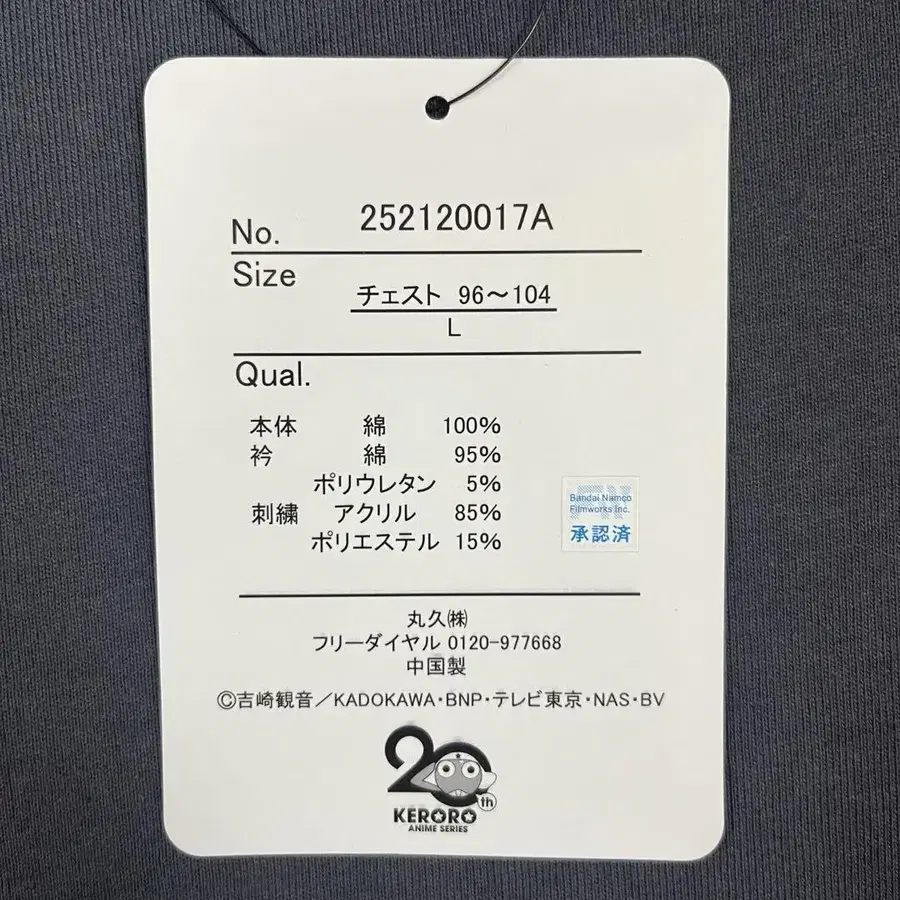 No. 252120017A
Size
チェスト 96～104
L
Qual.
本体 綿 100%
衿 綿 95%
ポリウレタン 5%
刺繍 アクリル 85%
ポリエステル 15%
Bandai Namco
Filmworks Inc.
承認済
丸久㈱
フリーダイヤル 0120-977668
中国製
©吉崎観音／KADOKAWA・BNP・テレビ東京・NAS・BV
20th
KERORO
ANIME SERIES